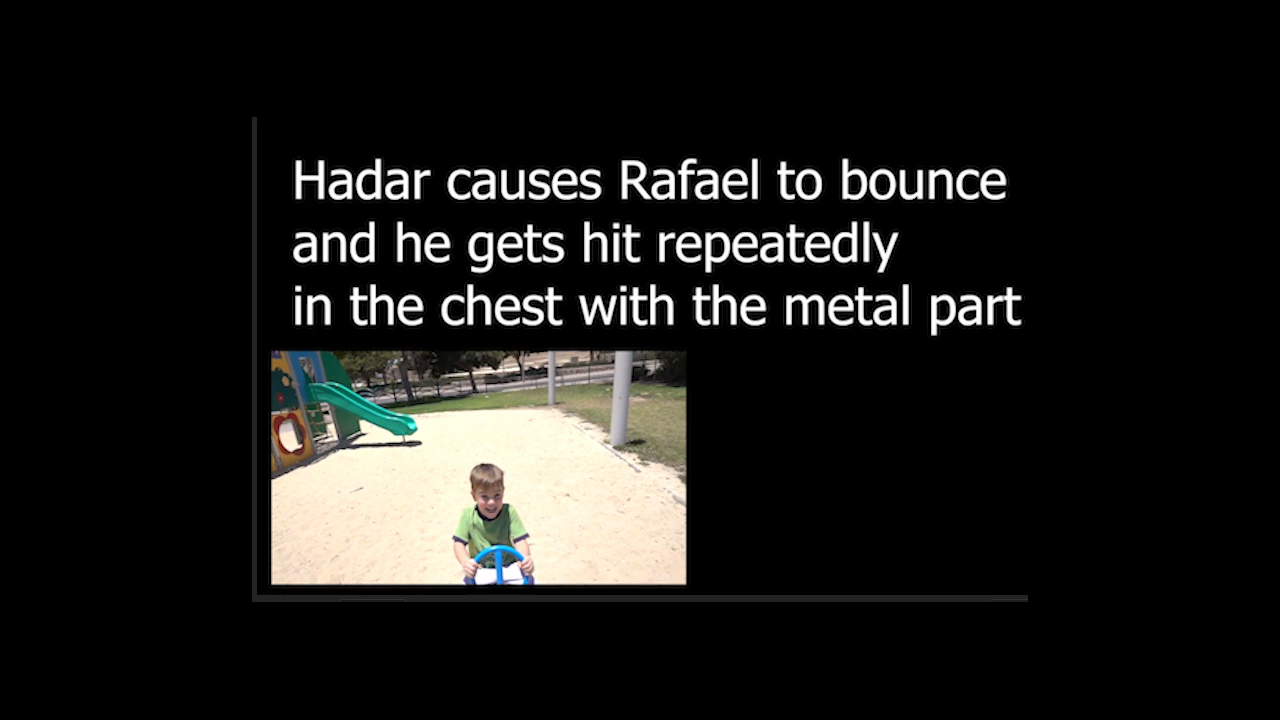 Hadar causes Rafael to bounce
and he gets hit repeatedly
in the chest with the metal part